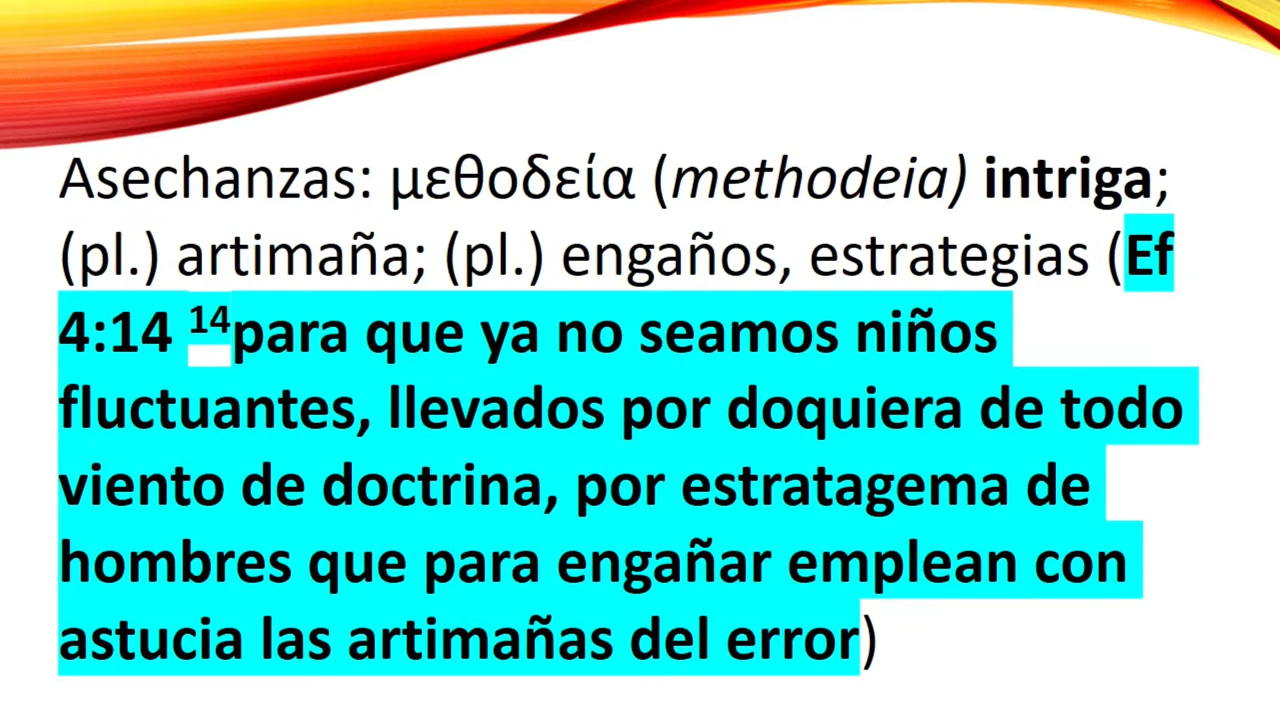 Asechanzas: μεθοδεία (methodeia) intriga;
(pl.) artimaña; (pl.) engaños, estrategias (Ef
4:14 ¹⁴para que ya no seamos niños
fluctuantes, llevados por doquiera de todo
viento de doctrina, por estratagema de
hombres que para engañar emplean con
astucia las artimañas del error)